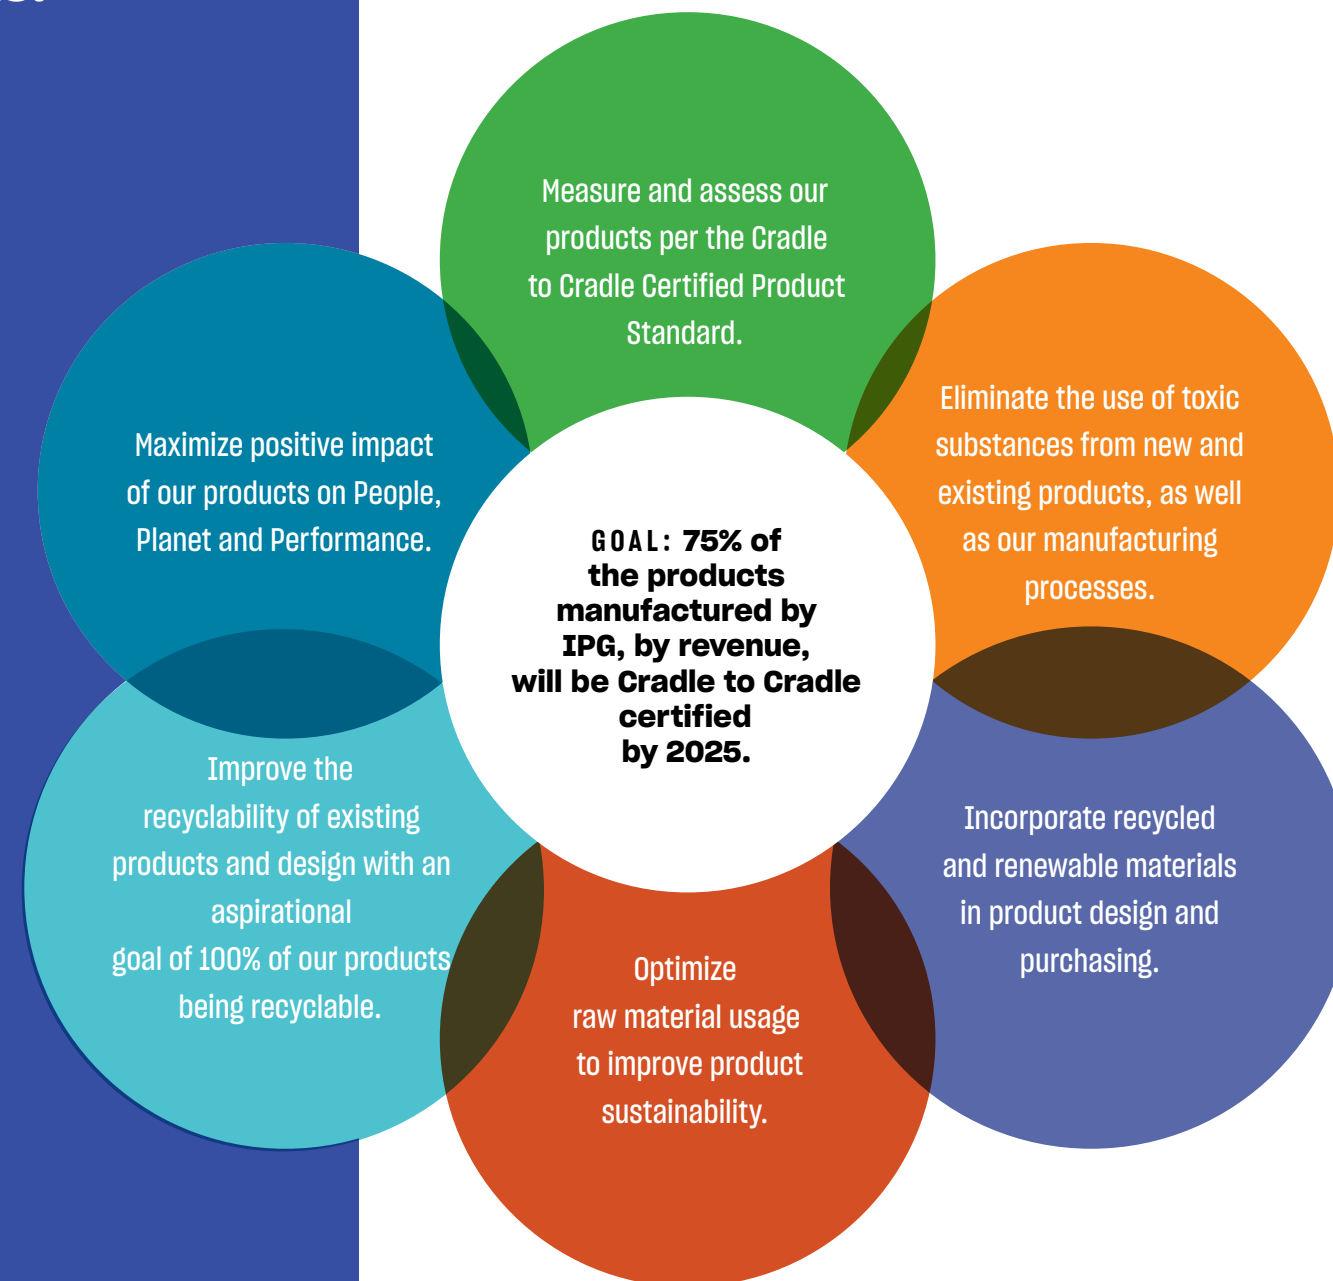 Measure and assess our
products per the Cradle
to Cradle Certified Product
Standard.
Eliminate the use of toxic
substances from new and
existing products, as well
as our manufacturing
processes.
Maximize positive impact
of our products on People,
Planet and Performance.
GOAL: 75% of
the products
manufactured by
IPG, by revenue,
will be Cradle to Cradle
certified
by 2025.
Improve the
recyclability of existing
products and design with an
aspirational
goal of 100% of our products
being recyclable.
Incorporate recycled
and renewable materials
in product design and
purchasing.
Optimize
raw material usage
to improve product
sustainability.